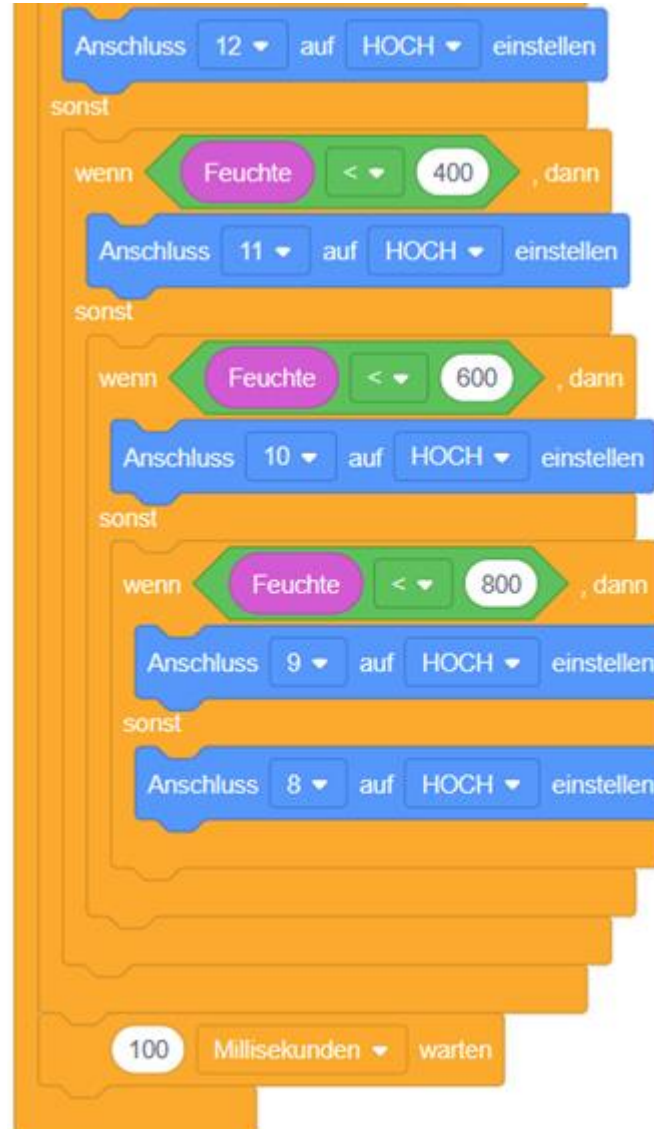 Anschluss 12 auf HOCH einstellen
sonst
wenn Feuchte < 400 , dann
Anschluss 11 auf HOCH einstellen
sonst
wenn Feuchte < 600 , dann
Anschluss 10 auf HOCH einstellen
sonst
wenn Feuchte < 800 , dann
Anschluss 9 auf HOCH einstellen
sonst
Anschluss 8 auf HOCH einstellen
100 Millisekunden warten